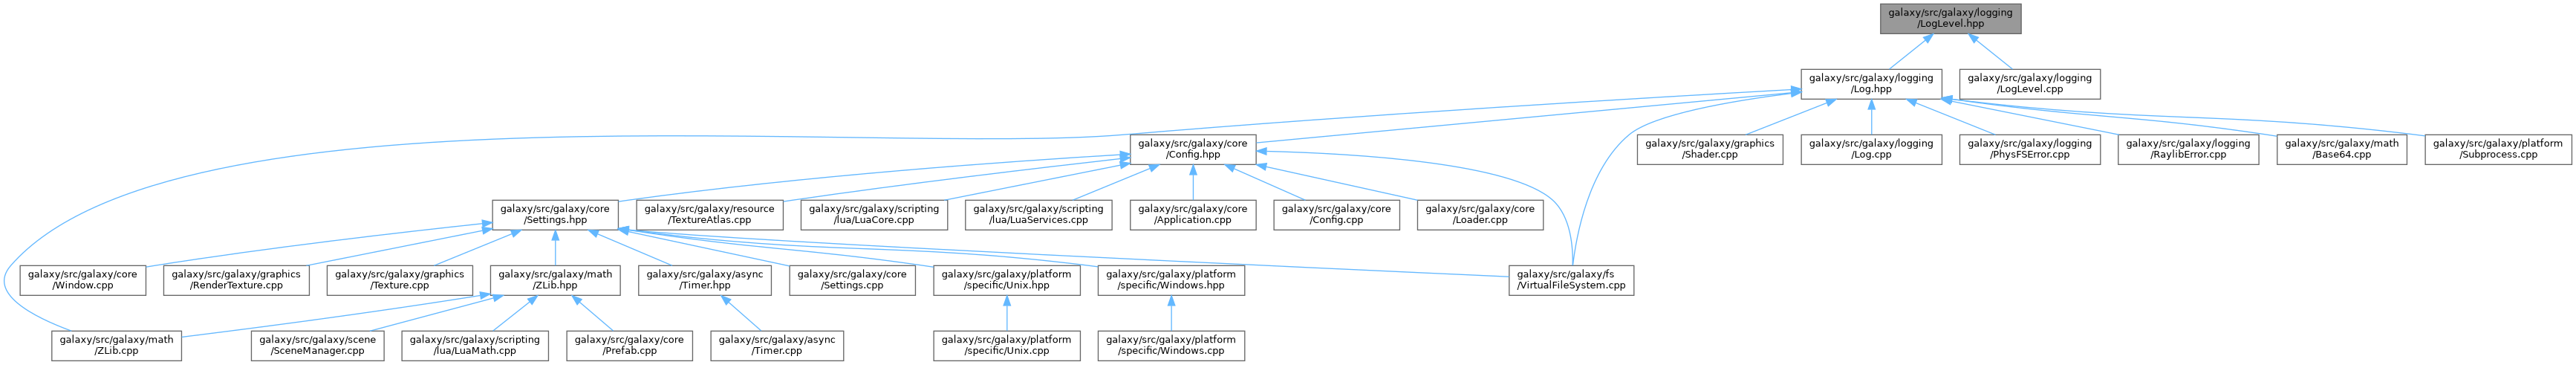 galaxy/src/galaxy/logging
/LogLevel.hpp
galaxy/src/galaxy/logging
/Log.hpp
galaxy/src/galaxy/logging
/LogLevel.cpp
galaxy/src/galaxy/core
/Config.hpp
galaxy/src/galaxy/graphics
/Shader.cpp
galaxy/src/galaxy/logging
/Log.cpp
galaxy/src/galaxy/logging
/PhysFSError.cpp
galaxy/src/galaxy/logging
/RaylibError.cpp
galaxy/src/galaxy/math
/Base64.cpp
galaxy/src/galaxy/platform
/Subprocess.cpp
galaxy/src/galaxy/core
/Settings.hpp
galaxy/src/galaxy/resource
/TextureAtlas.cpp
galaxy/src/galaxy/scripting
/lua/LuaCore.cpp
galaxy/src/galaxy/scripting
/lua/LuaServices.cpp
galaxy/src/galaxy/core
/Application.cpp
galaxy/src/galaxy/core
/Config.cpp
galaxy/src/galaxy/core
/Loader.cpp
galaxy/src/galaxy/core
/Window.cpp
galaxy/src/galaxy/graphics
/RenderTexture.cpp
galaxy/src/galaxy/graphics
/Texture.cpp
galaxy/src/galaxy/math
/ZLib.hpp
galaxy/src/galaxy/async
/Timer.hpp
galaxy/src/galaxy/core
/Settings.cpp
galaxy/src/galaxy/platform
/specific/Unix.hpp
galaxy/src/galaxy/platform
/specific/Windows.hpp
galaxy/src/galaxy/fs
/VirtualFileSystem.cpp
galaxy/src/galaxy/math
/ZLib.cpp
galaxy/src/galaxy/scene
/SceneManager.cpp
galaxy/src/galaxy/scripting
/lua/LuaMath.cpp
galaxy/src/galaxy/core
/Prefab.cpp
galaxy/src/galaxy/async
/Timer.cpp
galaxy/src/galaxy/platform
/specific/Unix.cpp
galaxy/src/galaxy/platform
/specific/Windows.cpp